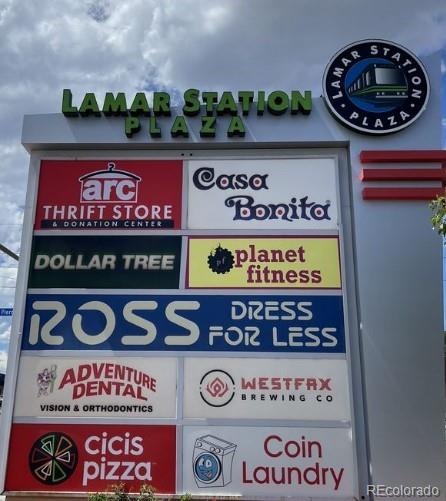 LAMAR STATION
PLAZA
LAMAR STATION
PLAZA
arc
THRIFT STORE
& DONATION CENTER
Casa
Bonita
DOLLAR TREE
pf
planet
fitness
ROSS
DRESS
FOR LESS
ADVENTURE
DENTAL
VISION & ORTHODONTICS
WESTFAX
BREWING CO
cicis
pizza
Coin
Laundry
REcolorado